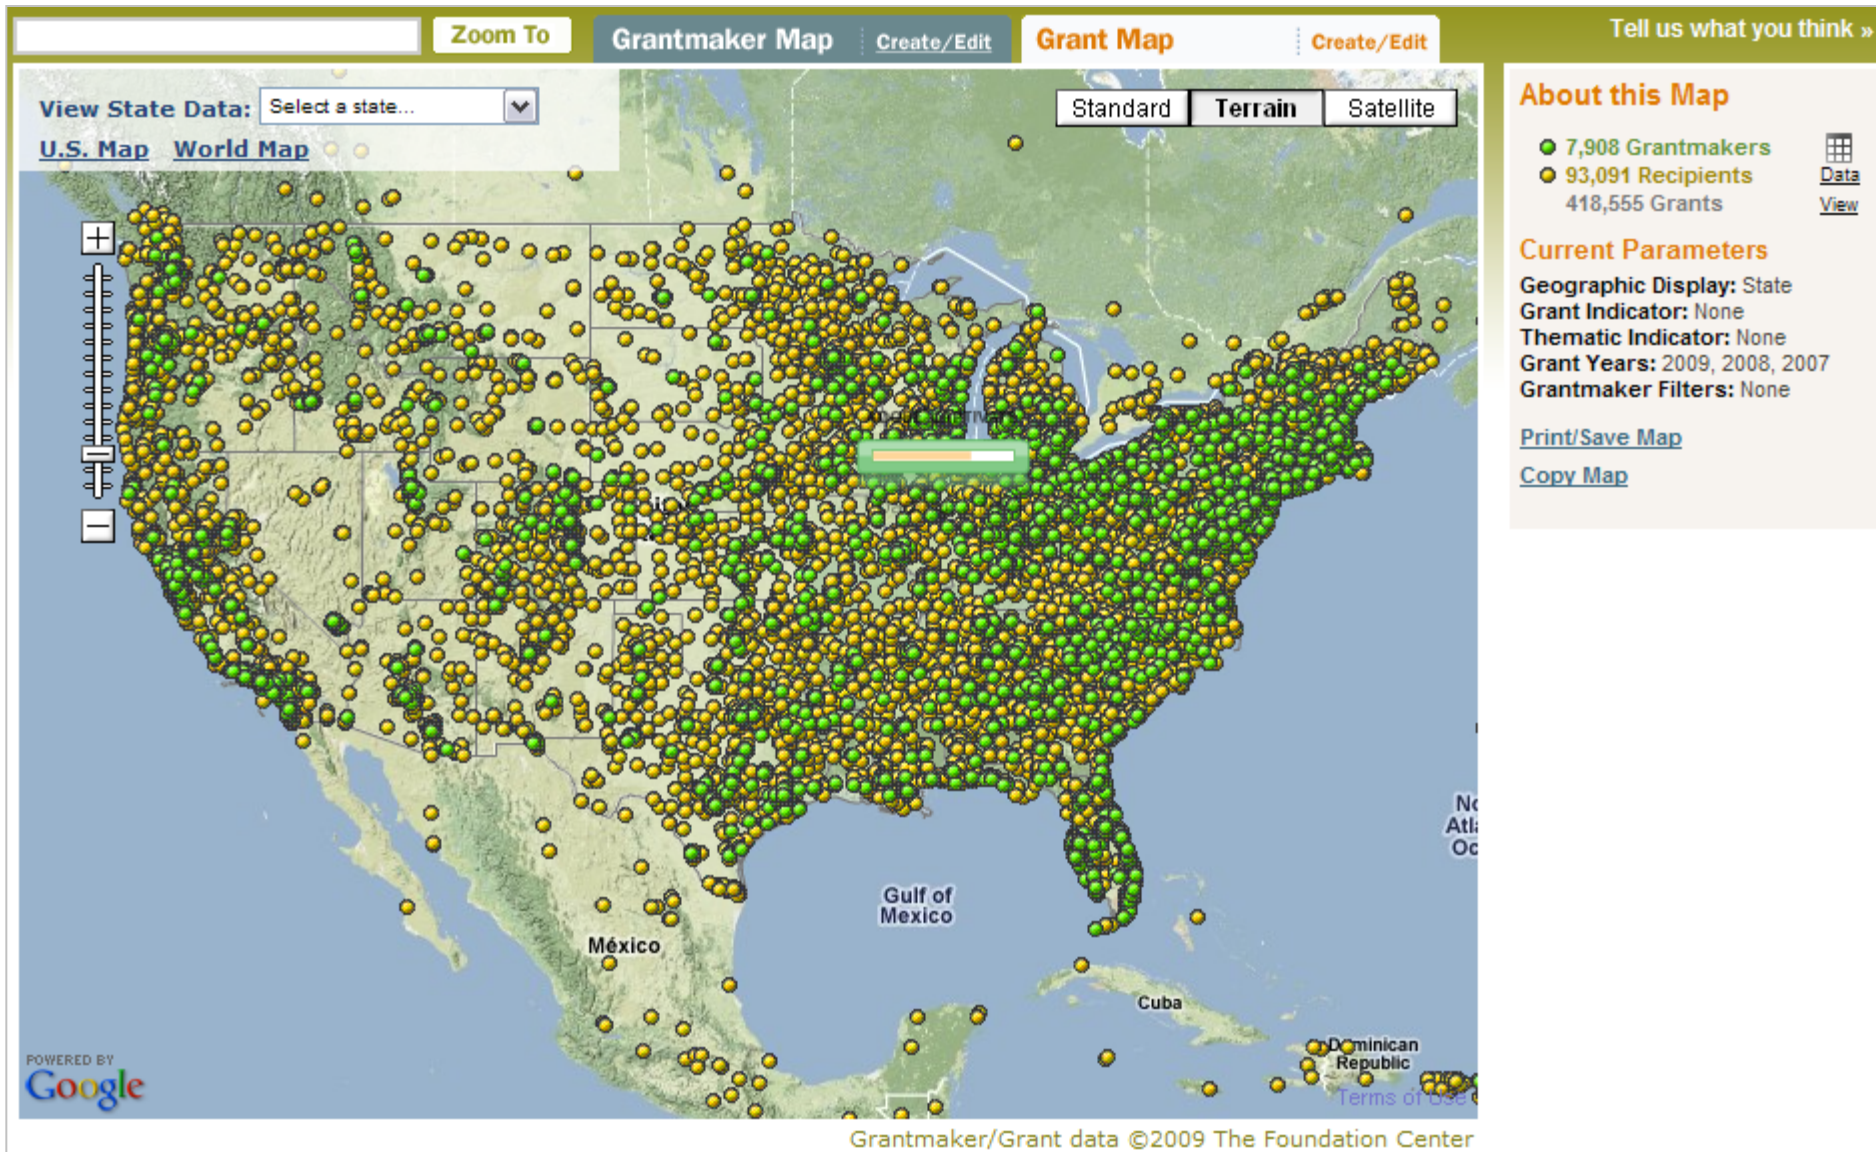 Zoom To
Grantmaker Map
Create/Edit
Grant Map
Create/Edit
Tell us what you think »
View State Data:
Select a state...
U.S. Map World Map
Standard
Terrain
Satellite
About this Map
7,908 Grantmakers
93,091 Recipients
418,555 Grants
Data
View
Current Parameters
Geographic Display: State
Grant Indicator: None
Thematic Indicator: None
Grant Years: 2009, 2008, 2007
Grantmaker Filters: None
Print/Save Map
Copy Map
Gulf of
Mexico
México
Cuba
Dominican
Republic
POWERED BY
Google
Terms of Use
Grantmaker/Grant data ©2009 The Foundation Center